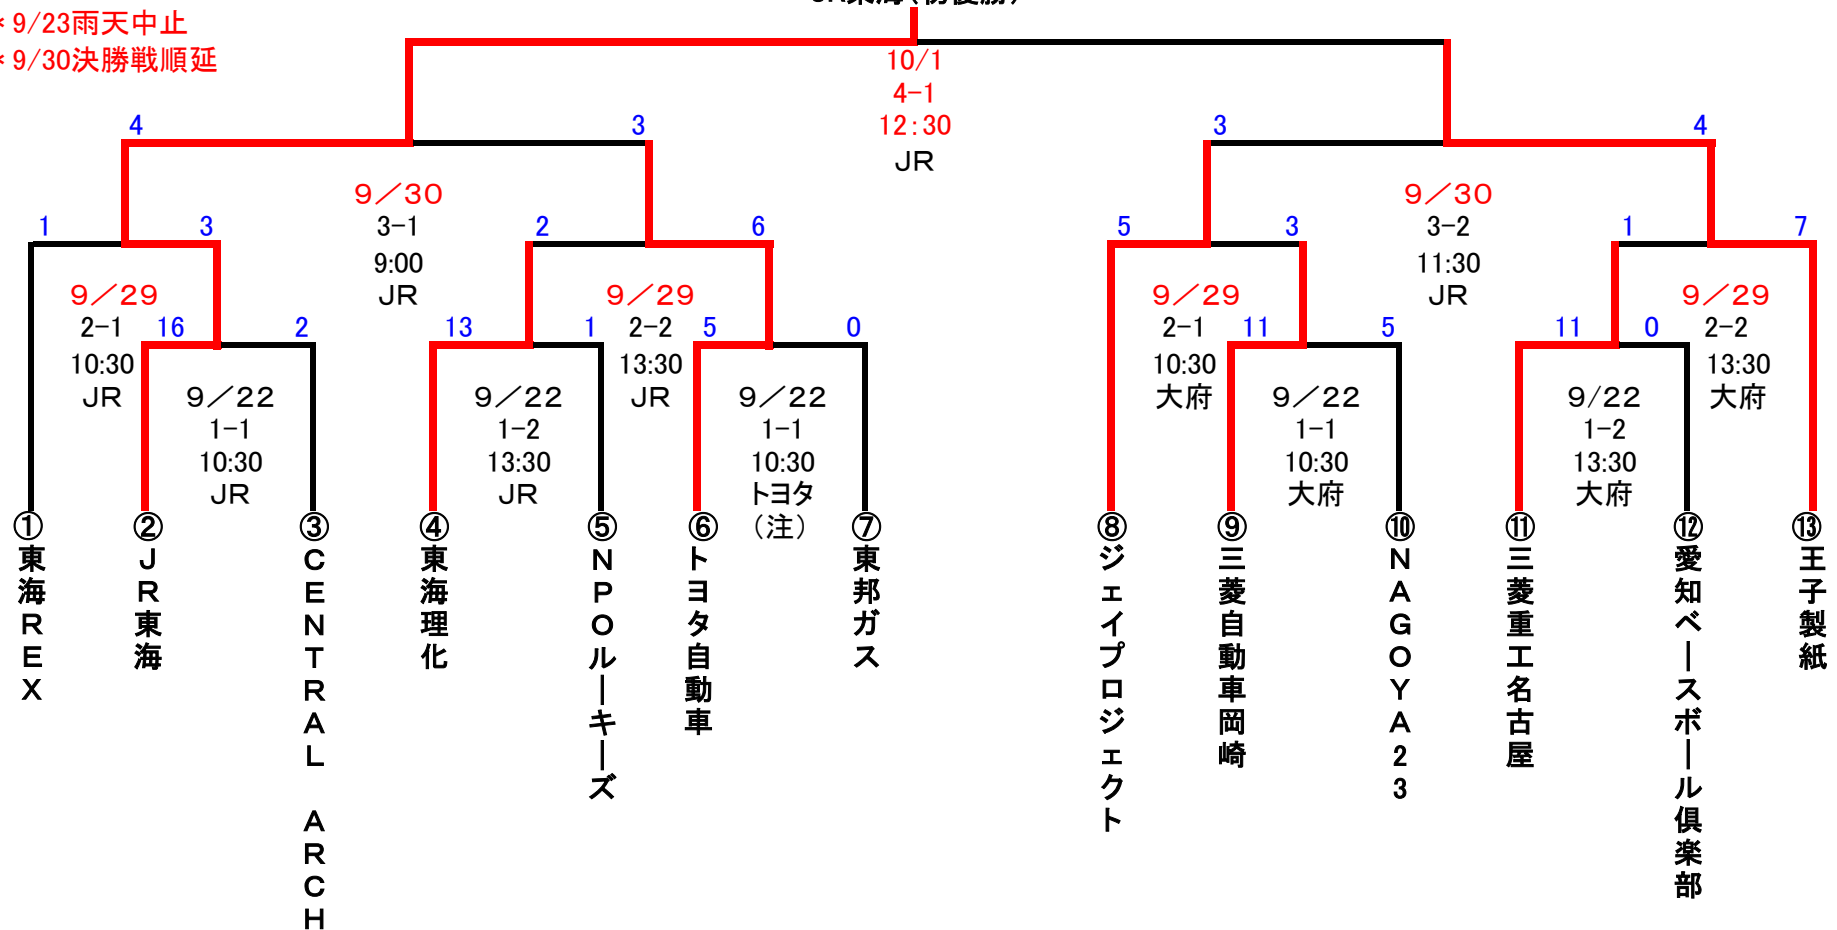 JR東海(初優勝)
* 9/23雨天中止
* 9/30決勝戦順延
10/1
4-1
12:30
JR
4
3
3
4
9/30
3-1
9:00
JR
9/30
3-2
11:30
JR
1
3
2
6
5
3
1
7
9/29
2-1
10:30
JR
9/29
2-2
13:30
JR
9/29
2-1
10:30
大府
9/29
2-2
13:30
大府
16
2
13
1
5
0
11
5
11
0
9/22
1-1
10:30
JR
9/22
1-2
13:30
JR
9/22
1-1
10:30
トヨタ
(注)
9/22
1-1
10:30
大府
9/22
1-2
13:30
大府
①東海REX
②JR東海
③CENTRAL ARCH
④東海理化
⑤NPOルーキーズ
⑥トヨタ自動車
⑦東邦ガス
⑧ジェイプロジェクト
⑨三菱自動車岡崎
⑩NAGOYA23
⑪三菱重工名古屋
⑫愛知ベースボール倶楽部
⑬王子製紙